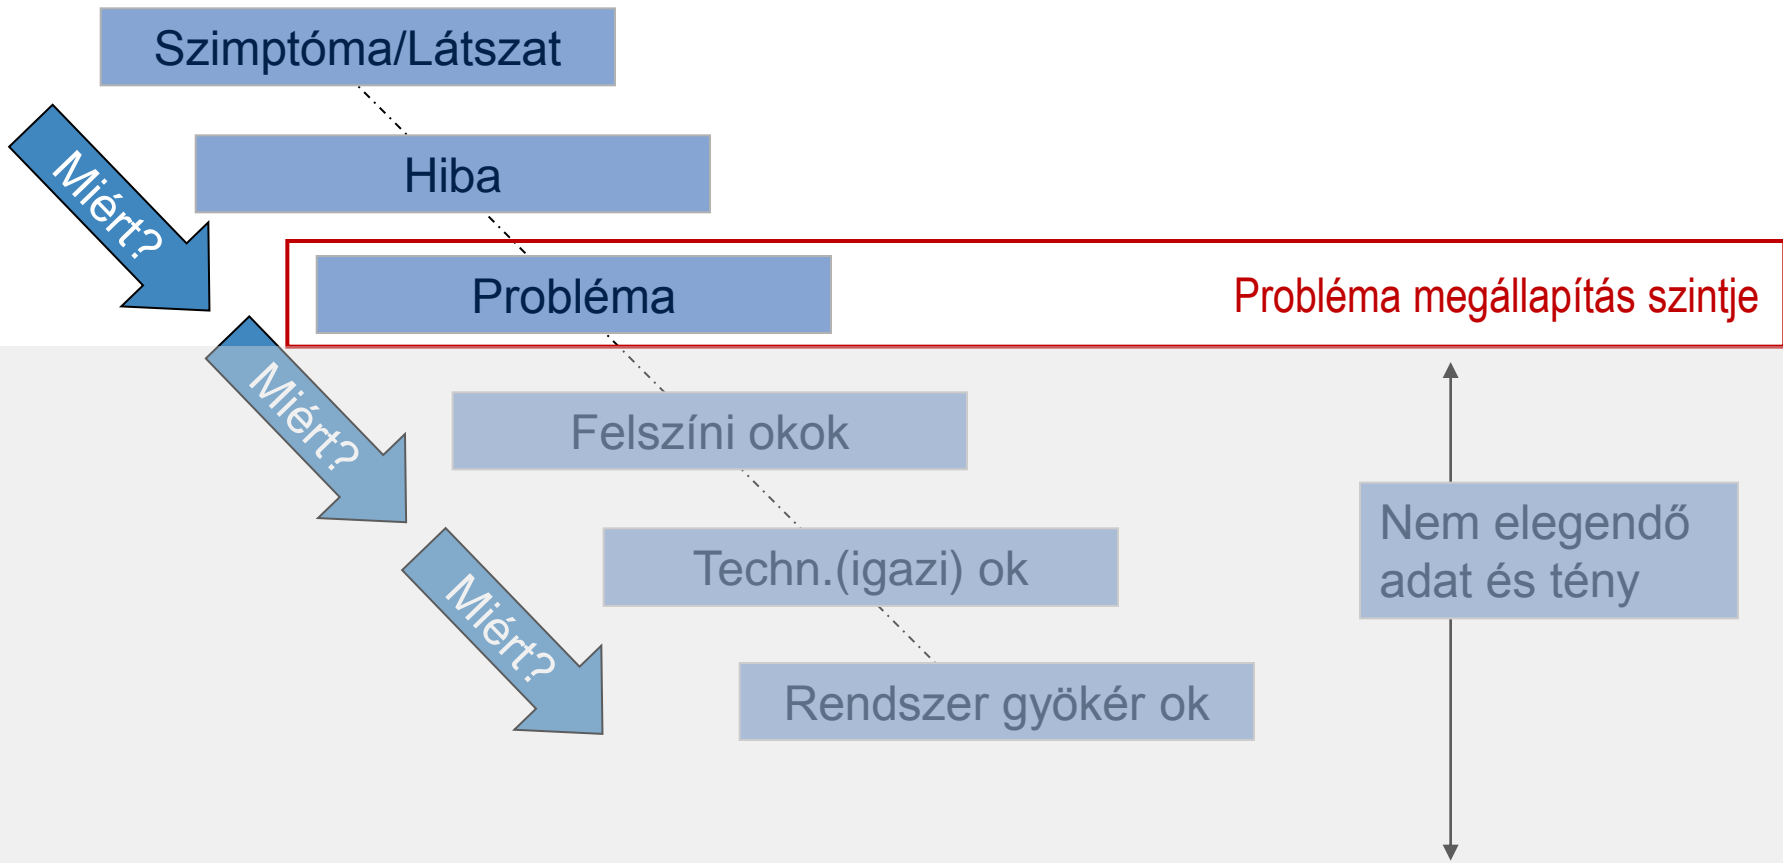 Szimptóma/Látszat
Miért?
Hiba
Probléma
Probléma megállapítás szintje
Miért?
Felszíni okok
Nem elegendő
adat és tény
Techn.(igazi) ok
Miért?
Rendszer gyökér ok